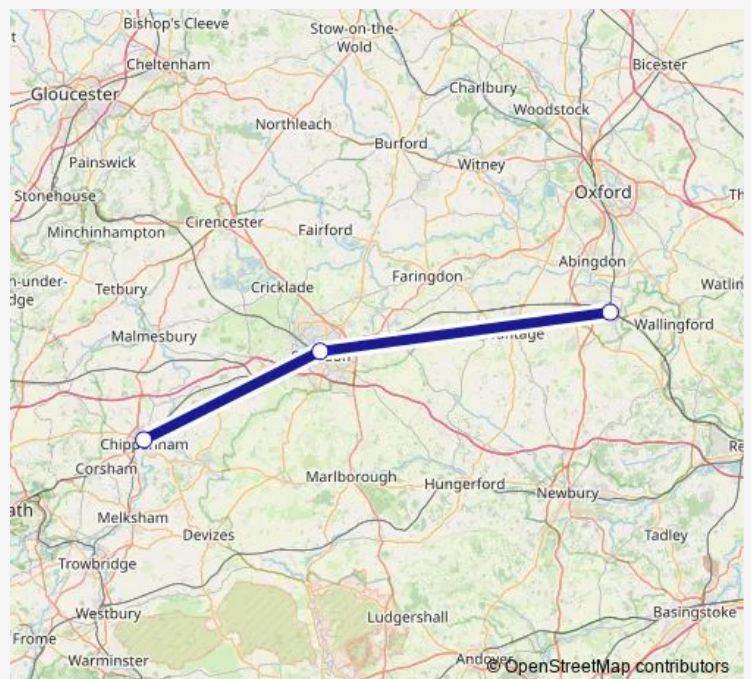 Bishop's Cleeve
Stow-on-the-
Wold
Cheltenham
Bicester
Gloucester
Charlbury
Woodstock
Northleach
Burford
Painswick
Witney
Oxford
Stonehouse
Cirencester
Fairford
Minchinhampton
Abingdon
n-under-
dge
Tetbury
Cricklade
Faringdon
Watlin
Malmesbury
Wallingford
Chippenham
Corsham
Marlborough
Hungerford
Newbury
Melksham
Devizes
Tadley
Trowbridge
Westbury
Ludgershall
Basingstoke
Frome
Warminster
Andover
© OpenStreetMap contributors